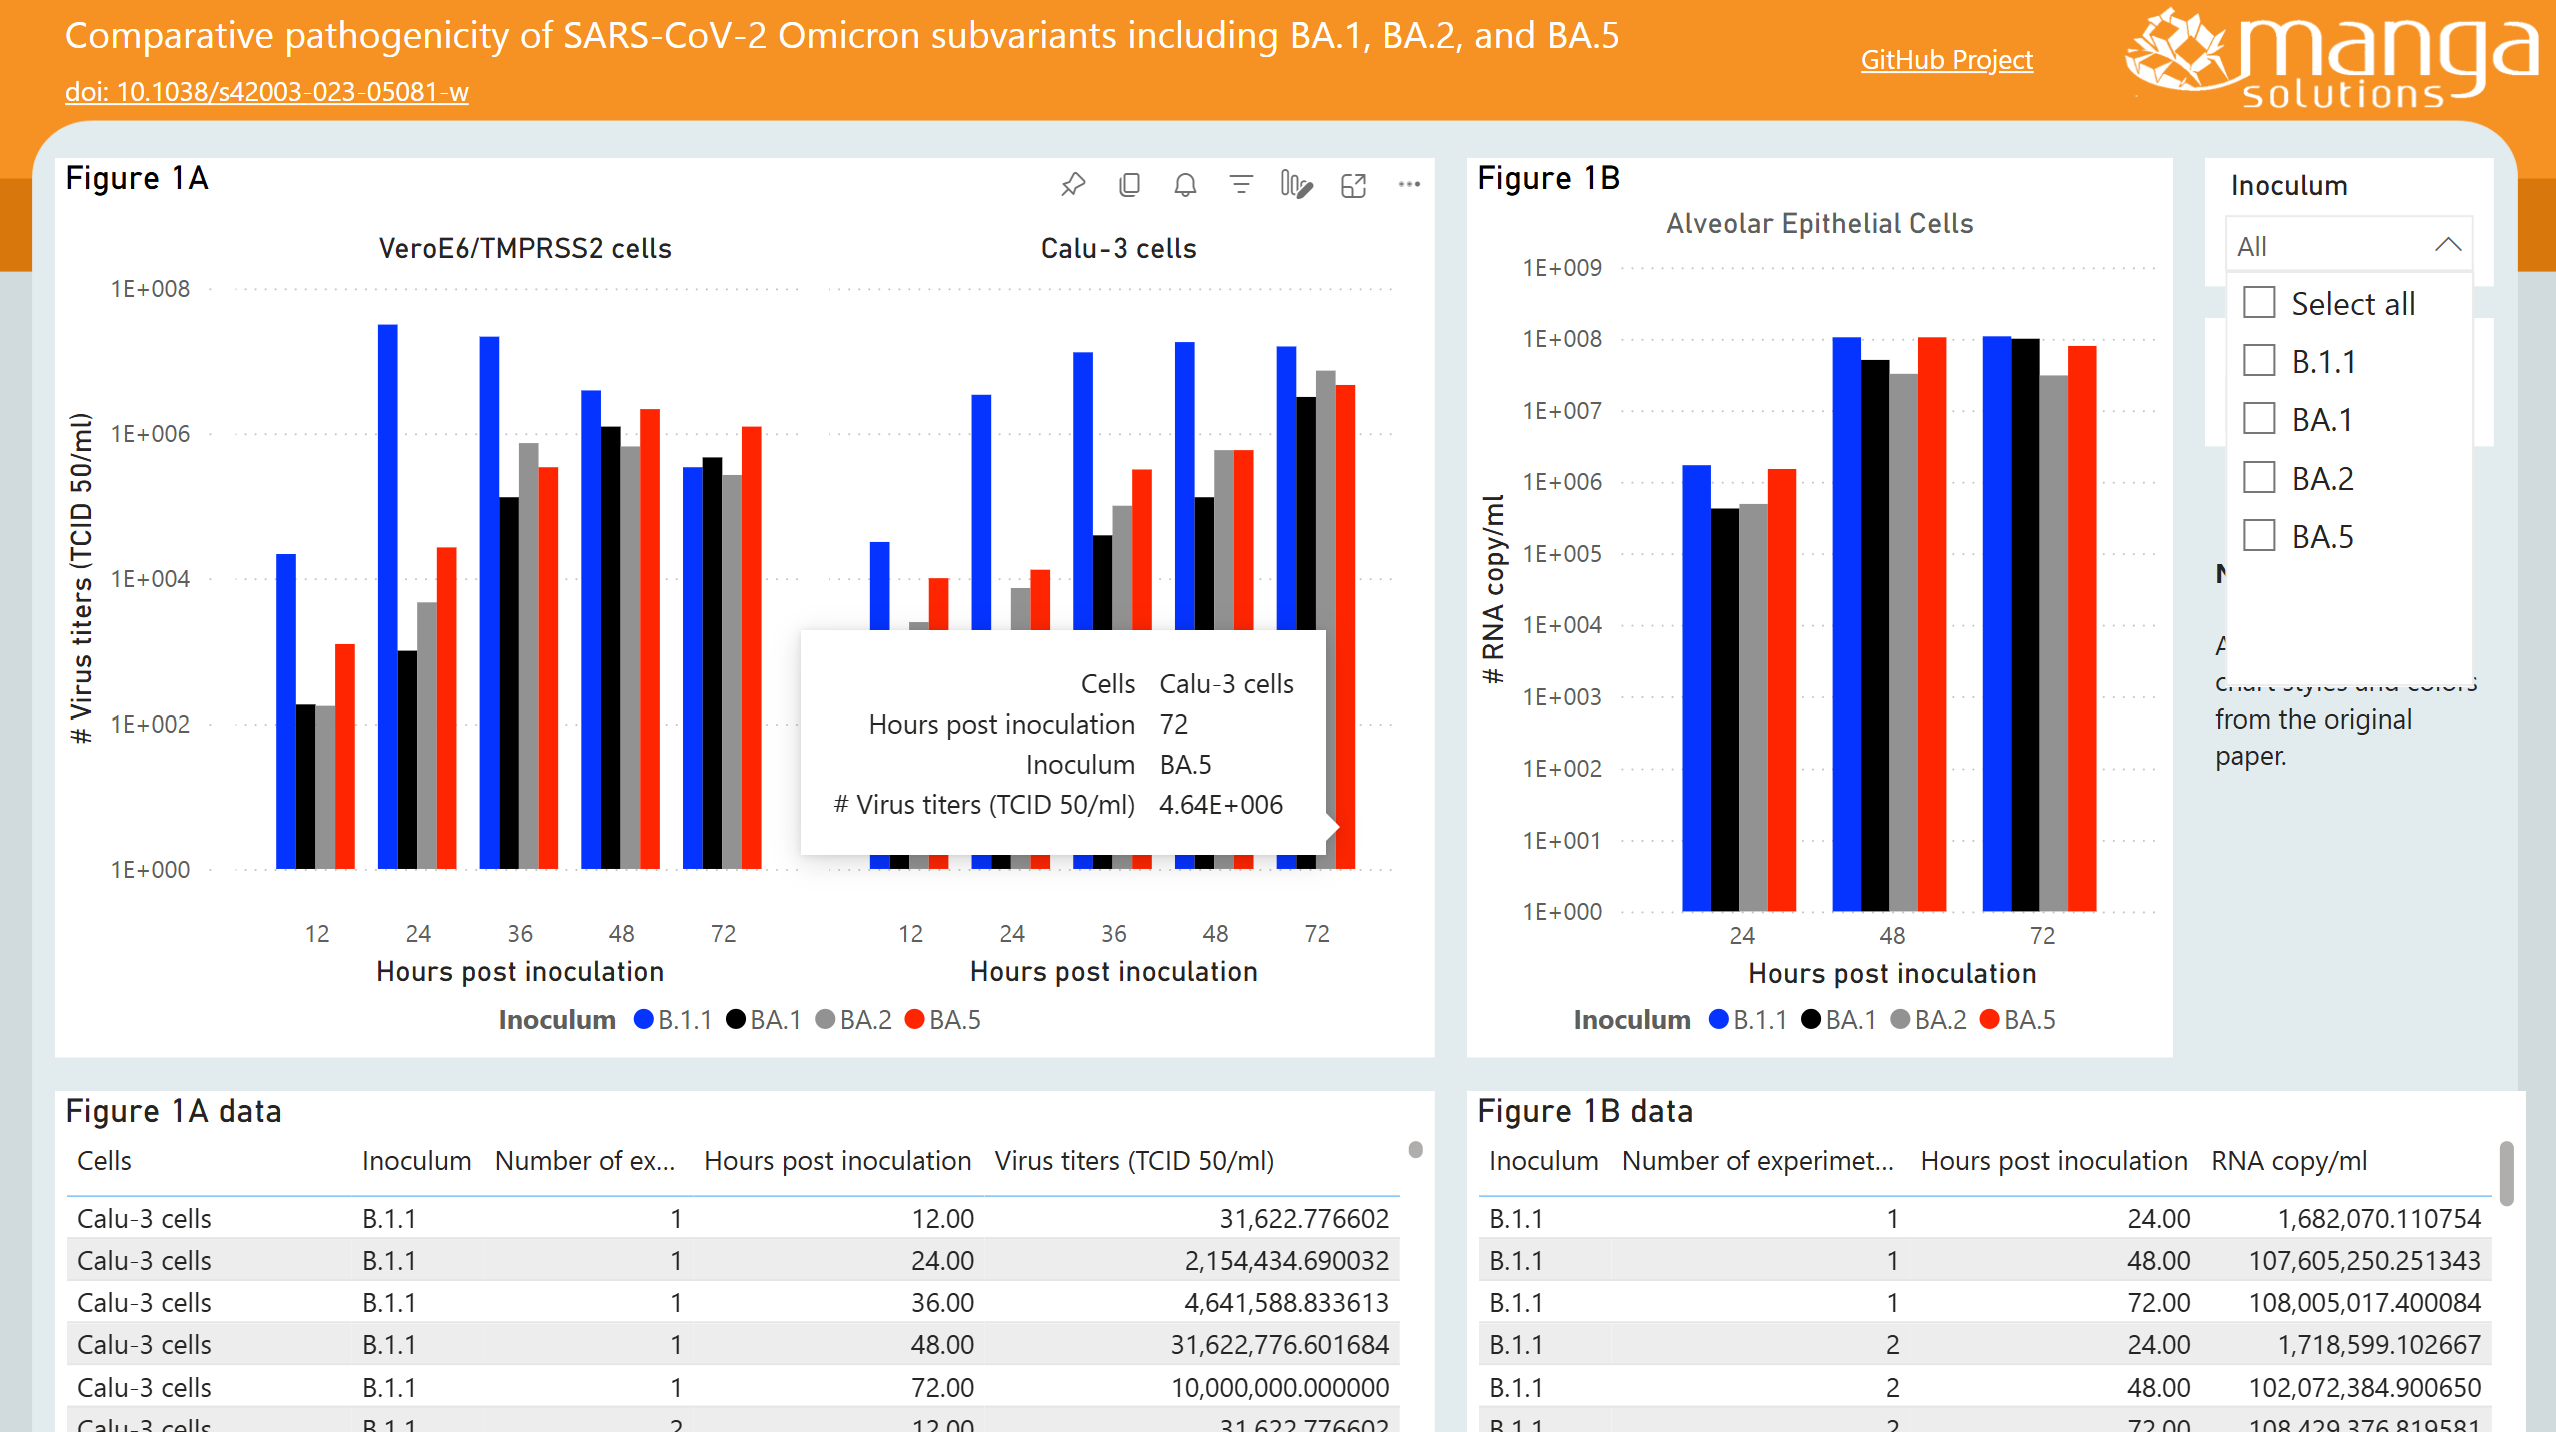 Comparative pathogenicity of SARS-CoV-2 Omicron subvariants including BA.1, BA.2, and BA.5
doi: 10.1038/s42003-023-05081-w
GitHub Project
manga
solutions
Figure 1A
VeroE6/TMPRSS2 cells
Calu-3 cells
# Virus titers (TCID 50/ml)
1E+008
1E+006
1E+004
1E+002
1E+000
12 24 36 48 72
12 24 36 48 72
Hours post inoculation
Hours post inoculation
Inoculum B.1.1 BA.1 BA.2 BA.5
Cells Calu-3 cells
Hours post inoculation 72
Inoculum BA.5
# Virus titers (TCID 50/ml) 4.64E+006
Figure 1B
Alveolar Epithelial Cells
# RNA copy/ml
1E+009
1E+008
1E+007
1E+006
1E+005
1E+004
1E+003
1E+002
1E+001
1E+000
24 48 72
Hours post inoculation
Inoculum B.1.1 BA.1 BA.2 BA.5
Inoculum
All
Select all
B.1.1
BA.1
BA.2
BA.5
chart styles and colors
from the original
paper.
Figure 1A data
Cells Inoculum Number of ex... Hours post inoculation Virus titers (TCID 50/ml)
Calu-3 cells B.1.1 1 12.00 31,622.776602
Calu-3 cells B.1.1 1 24.00 2,154,434.690032
Calu-3 cells B.1.1 1 36.00 4,641,588.833613
Calu-3 cells B.1.1 1 48.00 31,622,776.601684
Calu-3 cells B.1.1 1 72.00 10,000,000.000000
Calu-3 cells B.1.1 2 12.00 31,622.776602
Figure 1B data
Inoculum Number of experimet... Hours post inoculation RNA copy/ml
B.1.1 1 24.00 1,682,070.110754
B.1.1 1 48.00 107,605,250.251343
B.1.1 1 72.00 108,005,017.400084
B.1.1 2 24.00 1,718,599.102667
B.1.1 2 48.00 102,072,384.900650
B.1.1 2 72.00 108,429,376.819581